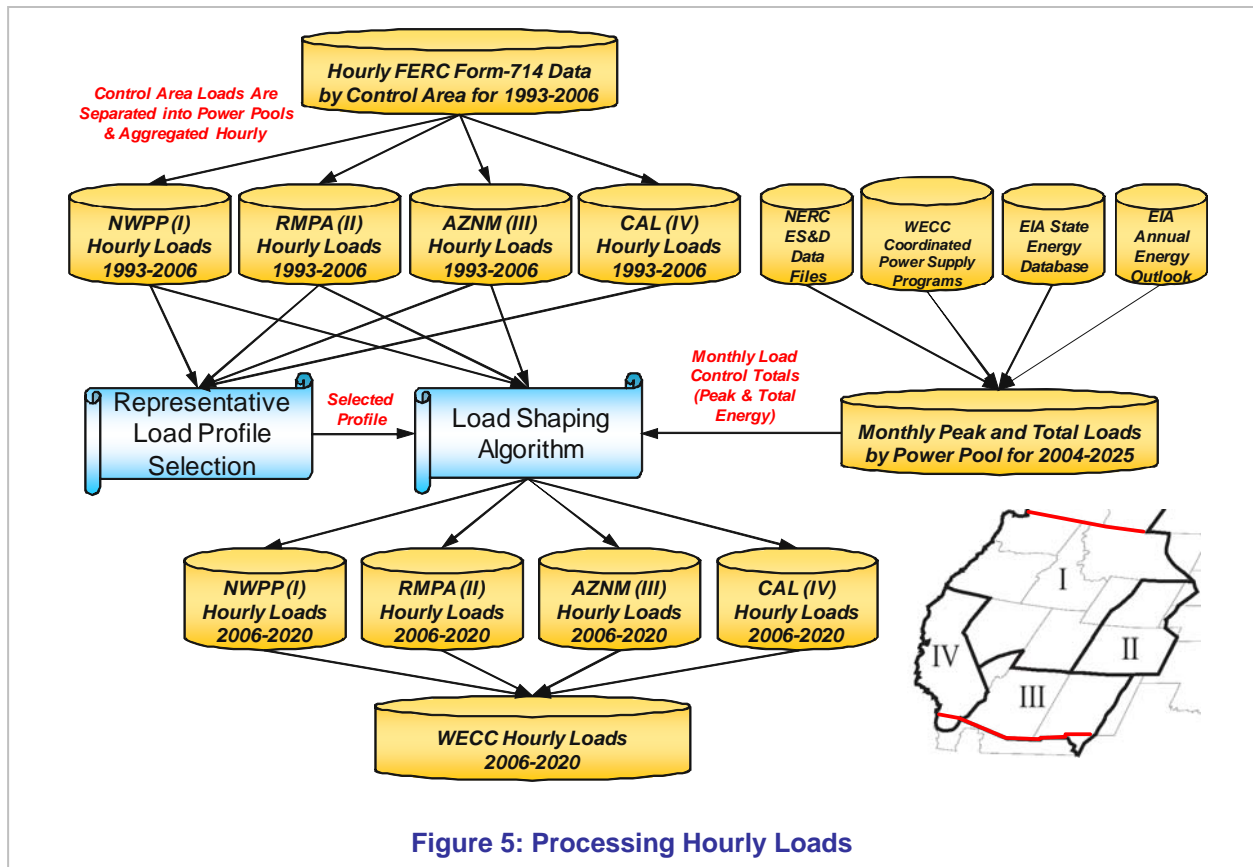 Hourly FERC Form-714 Data
by Control Area for 1993-2006
Control Area Loads Are
Separated into Power Pools
& Aggregated Hourly
NWPP (I)
Hourly Loads
1993-2006
RMPA (II)
Hourly Loads
1993-2006
AZNM (III)
Hourly Loads
1993-2006
CAL (IV)
Hourly Loads
1993-2006
NERC
ES&D
Data
Files
WECC
Coordinated
Power Supply
Programs
EIA State
Energy
Database
EIA
Annual
Energy
Outlook
Representative
Load Profile
Selection
Selected
Profile
Load Shaping
Algorithm
Monthly Load
Control Totals
(Peak & Total
Energy)
Monthly Peak and Total Loads
by Power Pool for 2004-2025
NWPP (I)
Hourly Loads
2006-2020
RMPA (II)
Hourly Loads
2006-2020
AZNM (III)
Hourly Loads
2006-2020
CAL (IV)
Hourly Loads
2006-2020
WECC Hourly Loads
2006-2020
I
II
IV
III
Figure 5: Processing Hourly Loads